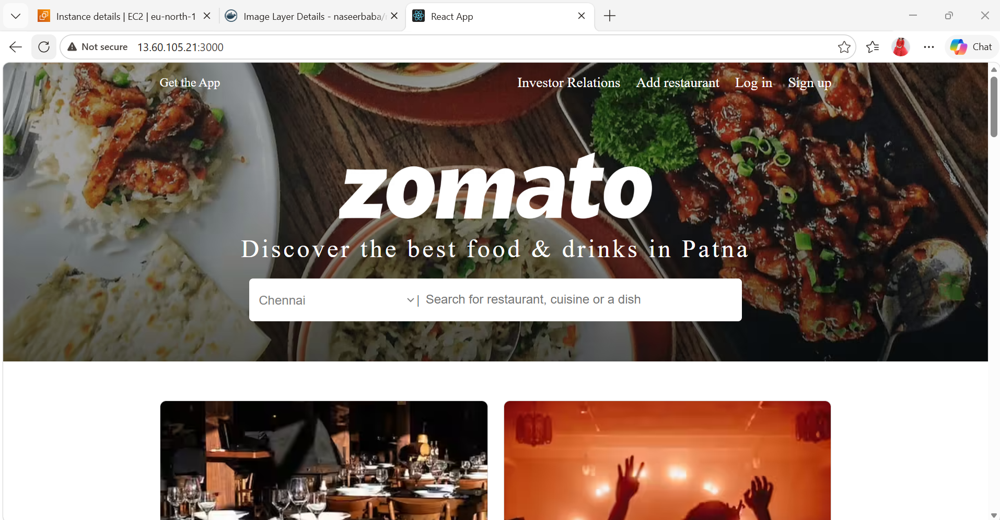 Instance details | EC2 | eu-north-1
Image Layer Details - naseerbaba/
React App
Not secure
13.60.105.21:3000
Chat
Get the App
Investor Relations
Add restaurant
Log in
Sign up
zomato
Discover the best food & drinks in Patna
Chennai
Search for restaurant, cuisine or a dish